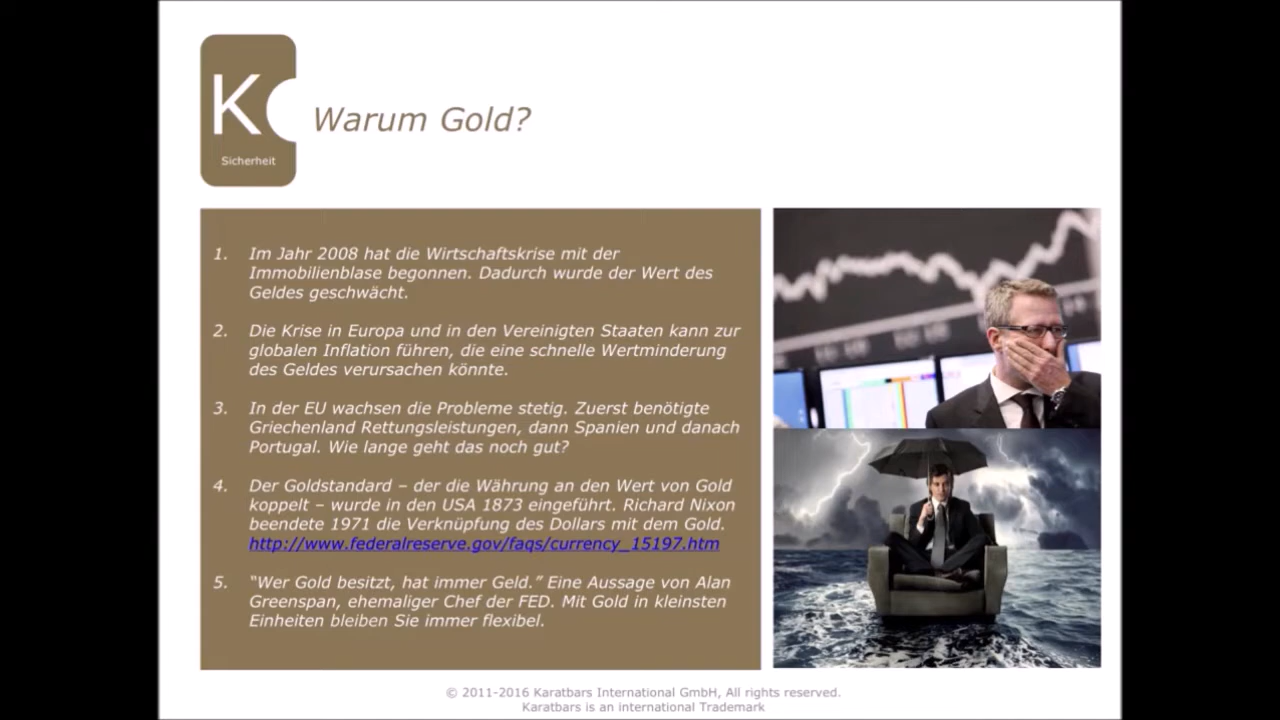 K
Sicherheit
Warum Gold?
1. Im Jahr 2008 hat die Wirtschaftskrise mit der
Immobilienblase begonnen. Dadurch wurde der Wert des
Geldes geschwächt.
2. Die Krise in Europa und in den Vereinigten Staaten kann zur
globalen Inflation führen, die eine schnelle Wertminderung
des Geldes verursachen könnte.
3. In der EU wachsen die Probleme stetig. Zuerst benötigte
Griechenland Rettungsleistungen, dann Spanien und danach
Portugal. Wie lange geht das noch gut?
4. Der Goldstandard – der die Währung an den Wert von Gold
koppelt – wurde in den USA 1873 eingeführt. Richard Nixon
beendete 1971 die Verknüpfung des Dollars mit dem Gold.
http://www.federalreserve.gov/faqs/currency_15197.htm
5. “Wer Gold besitzt, hat immer Geld.” Eine Aussage von Alan
Greenspan, ehemaliger Chef der FED. Mit Gold in kleinsten
Einheiten bleiben Sie immer flexibel.
© 2011-2016 Karatbars International GmbH, All rights reserved.
Karatbars is an international Trademark